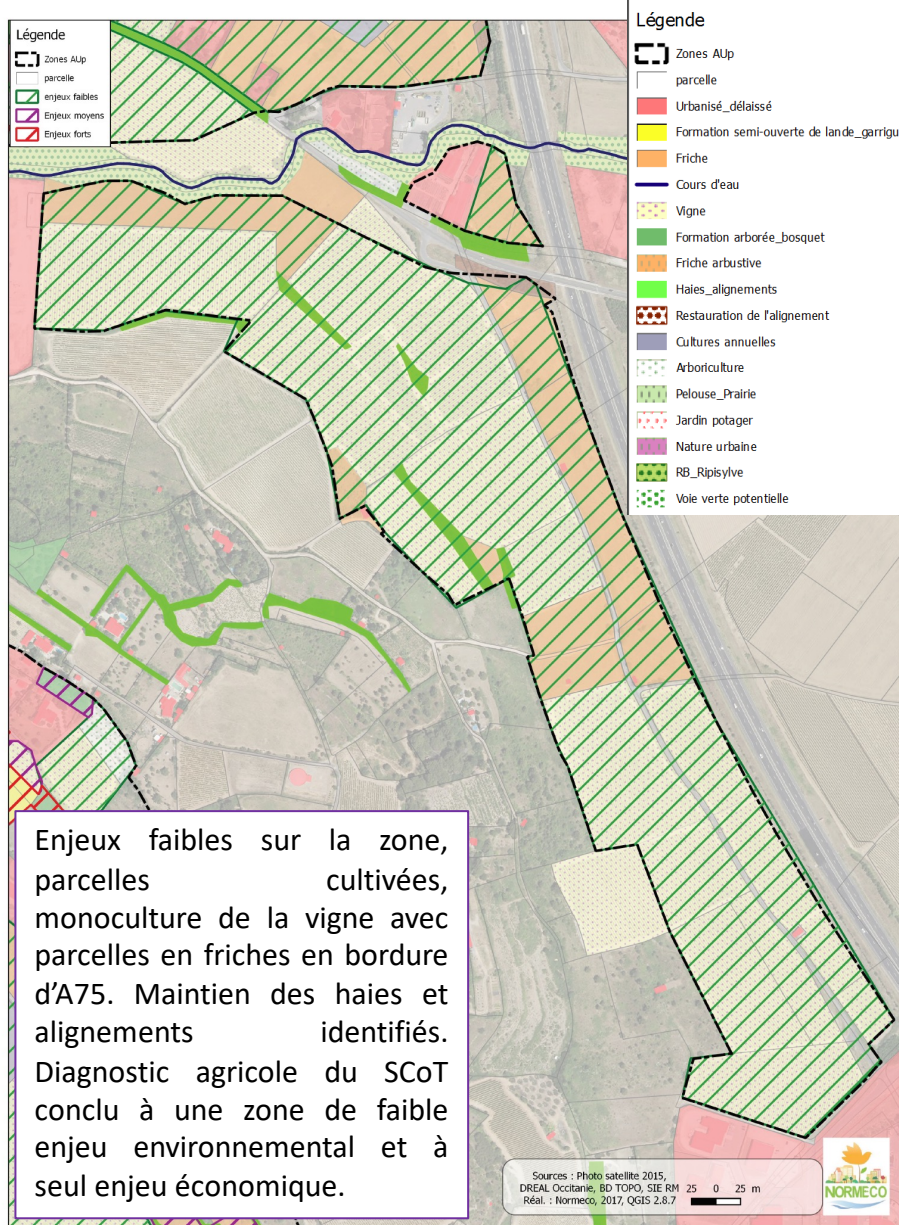 Légende
Zones AUp
parcelle
enjeux faibles
Enjeux moyens
Enjeux forts
Légende
Zones AUp
parcelle
Urbanisé_délaissé
Formation semi-ouverte de lande_garrigu
Friche
Cours d'eau
Vigne
Formation arborée_bosquet
Friche arbustive
Haies_alignements
Restauration de l'alignement
Cultures annuelles
Arboriculture
Pelouse_Prairie
Jardin potager
Nature urbaine
RB_Ripisylve
Voie verte potentielle
Enjeux faibles sur la zone,
parcelles cultivées,
monoculture de la vigne avec
parcelles en friches en bordure
d’A75. Maintien des haies et
alignements identifiés.
Diagnostic agricole du SCoT
conclu à une zone de faible
enjeu environnemental et à
seul enjeu économique.
Sources : Photo satellite 2015,
DREAL Occitanie, BD TOPO, SIE RM
Réal. : Normeco, 2017, QGIS 2.8.7
25 0 25 m
NORMECO